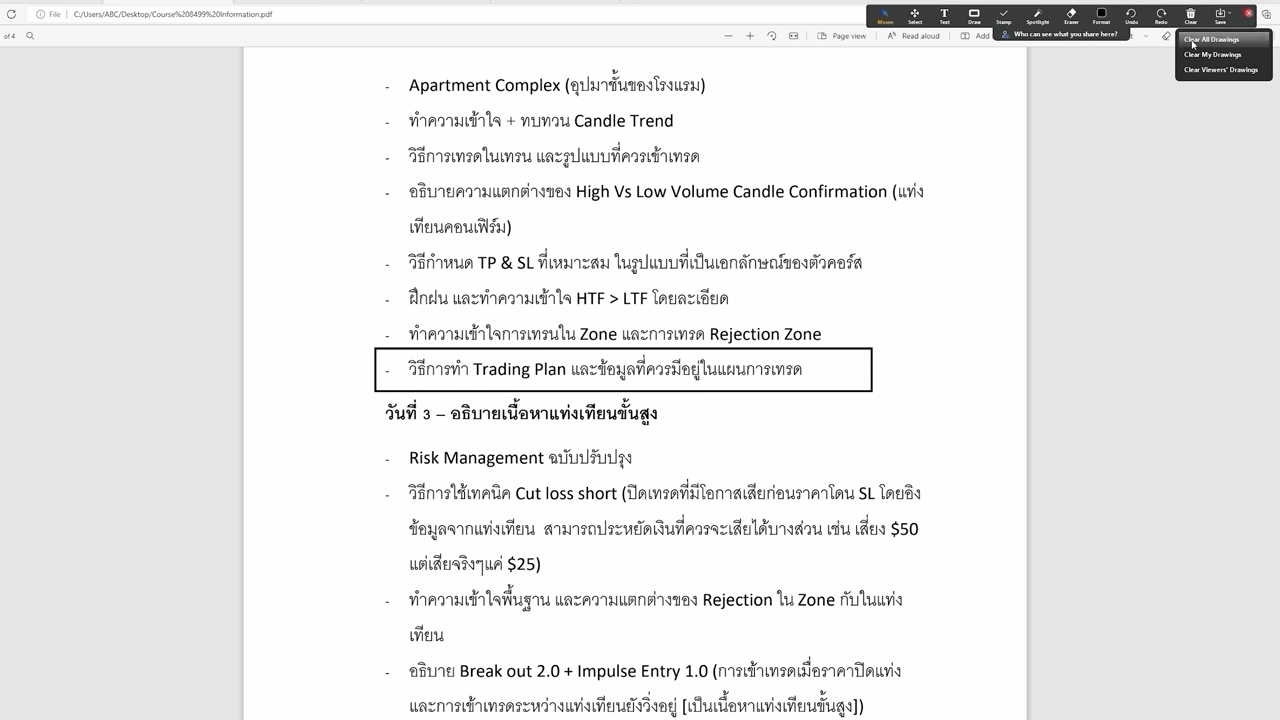 File
C:/Users/ABC/Desktop/Course%208499%20Information.pdf
Mouse Select Text Draw Stamp Spotlight Eraser Format Undo Redo Clear Save
Who can see what you share here?
of 4
Page view
Read aloud
Add
Clear All Drawings
Clear My Drawings
Clear Viewers' Drawings
- Apartment Complex (อุปมาชั้นของโรงแรม)
- ทำความเข้าใจ + ทบทวน Candle Trend
- วิธีการเทรดในเทรน และรูปแบบที่ควรเข้าเทรด
- อธิบายความแตกต่างของ High Vs Low Volume Candle Confirmation (แท่ง
เทียนคอนเฟิร์ม)
- วิธีกำหนด TP & SL ที่เหมาะสม ในรูปแบบที่เป็นเอกลักษณ์ของตัวคอร์ส
- ฝึกฝน และทำความเข้าใจ HTF > LTF โดยละเอียด
- ทำความเข้าใจการเทรนใน Zone และการเทรด Rejection Zone
- วิธีการทำ Trading Plan และข้อมูลที่ควรมีอยู่ในแผนการเทรด
วันที่ 3 – อธิบายเนื้อหาแท่งเทียนขั้นสูง
- Risk Management ฉบับปรับปรุง
- วิธีการใช้เทคนิค Cut loss short (ปิดเทรดที่มีโอกาสเสียก่อนราคาโดน SL โดยอิง
ข้อมูลจากแท่งเทียน สามารถประหยัดเงินที่ควรจะเสียได้บางส่วน เช่น เสี่ยง $50
แต่เสียจริงๆแค่ $25)
- ทำความเข้าใจพื้นฐาน และความแตกต่างของ Rejection ใน Zone กับในแท่ง
เทียน
- อธิบาย Break out 2.0 + Impulse Entry 1.0 (การเข้าเทรดเมื่อราคาปิดแท่ง
และการเข้าเทรดระหว่างแท่งเทียนยังวิ่งอยู่ [เป็นเนื้อหาแท่งเทียนขั้นสูง])